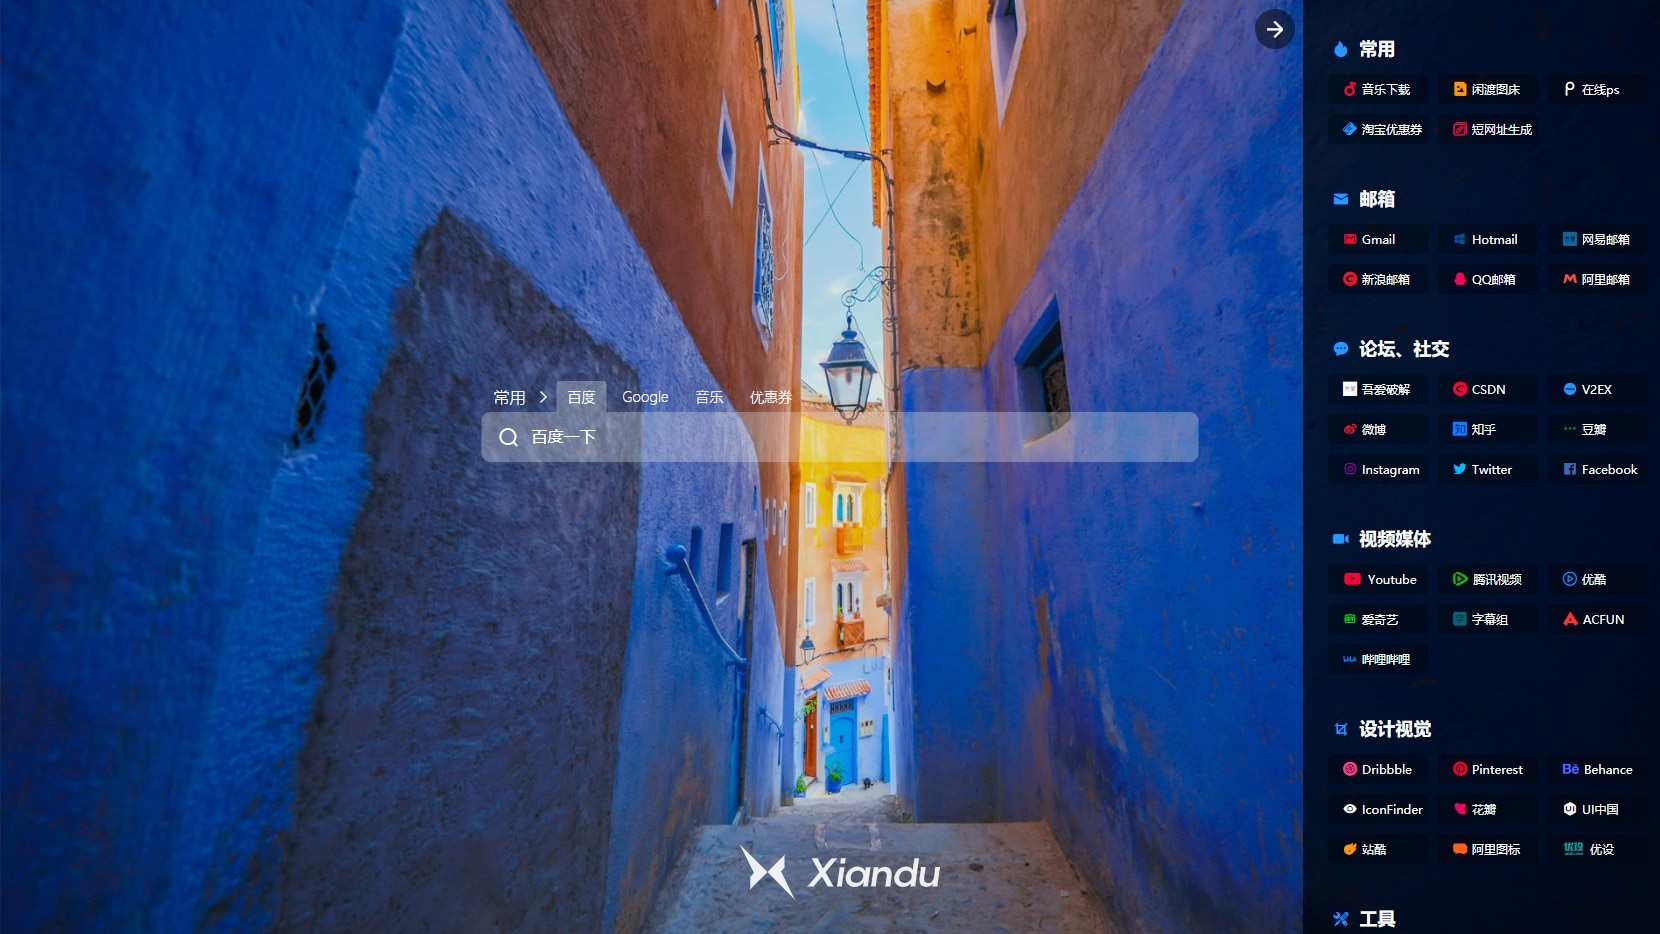 常用
百度
Google
音乐
优惠券
百度一下
Xiandu
常用
音乐下载
闲渡图床
在线ps
淘宝优惠券
短网址生成
邮箱
Gmail
Hotmail
网易邮箱
新浪邮箱
QQ邮箱
阿里邮箱
论坛、社交
吾爱破解
CSDN
V2EX
微博
知 知乎
豆瓣
Instagram
Twitter
Facebook
视频媒体
Youtube
腾讯视频
优酷
爱奇艺
字幕组
ACFUN
哔哩哔哩
设计视觉
Dribbble
Pinterest
Bē Behance
IconFinder
花瓣
UI UI中国
站酷
阿里图标
优设 优设
工具